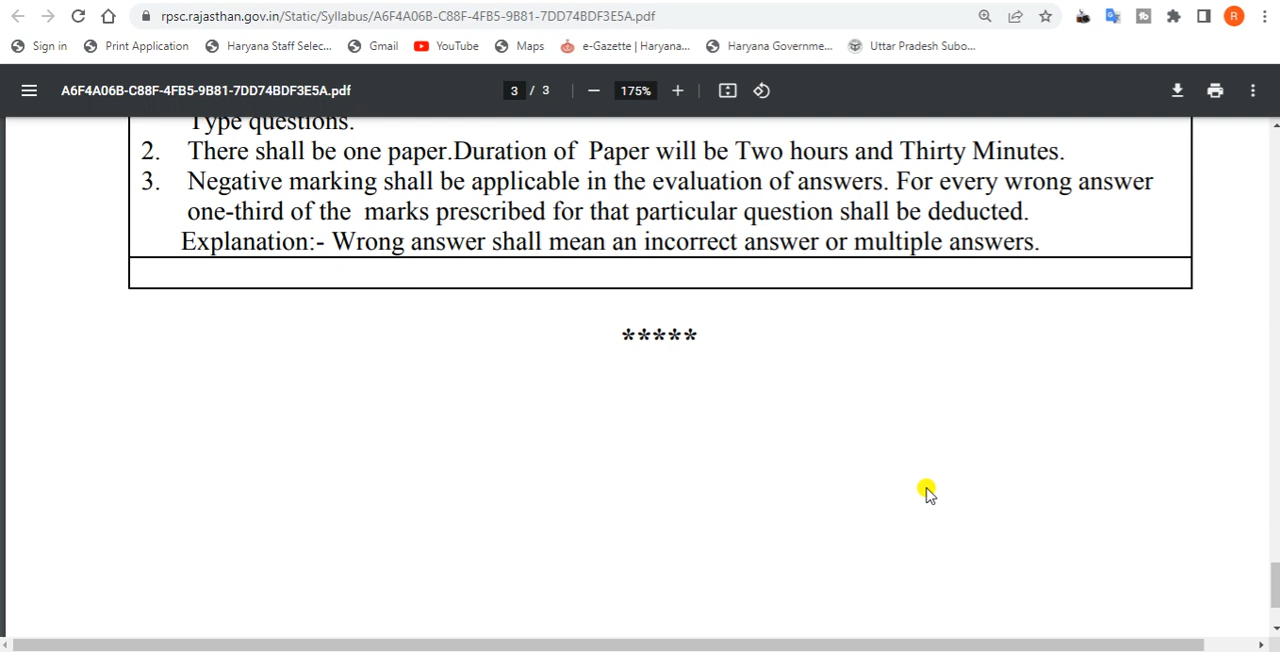 rpsc.rajasthan.gov.in/Static/Syllabus/A6F4A06B-C88F-4FB5-9B81-7DD74BDF3E5A.pdf
R
Sign in Print Application Haryana Staff Selec... Gmail YouTube Maps e-Gazette | Haryana... Haryana Governme... Uttar Pradesh Subo...
A6F4A06B-C88F-4FB5-9B81-7DD74BDF3E5A.pdf 3 / 3 − 175% +
Type questions.
2. There shall be one paper.Duration of Paper will be Two hours and Thirty Minutes.
3. Negative marking shall be applicable in the evaluation of answers. For every wrong answer
one-third of the marks prescribed for that particular question shall be deducted.
Explanation:- Wrong answer shall mean an incorrect answer or multiple answers.
*****